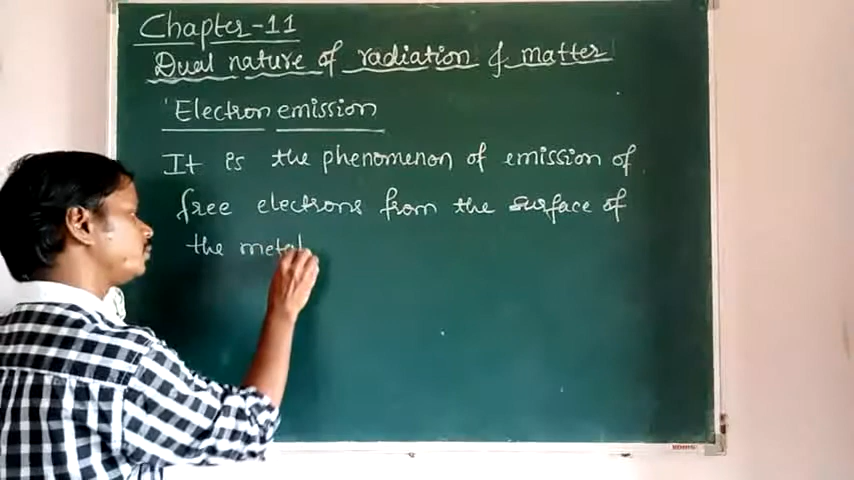 Chapter-11
Dual nature of radiation & matter
Electron emission
It is the phenomenon of emission of
free electrons from the surface of
the metal